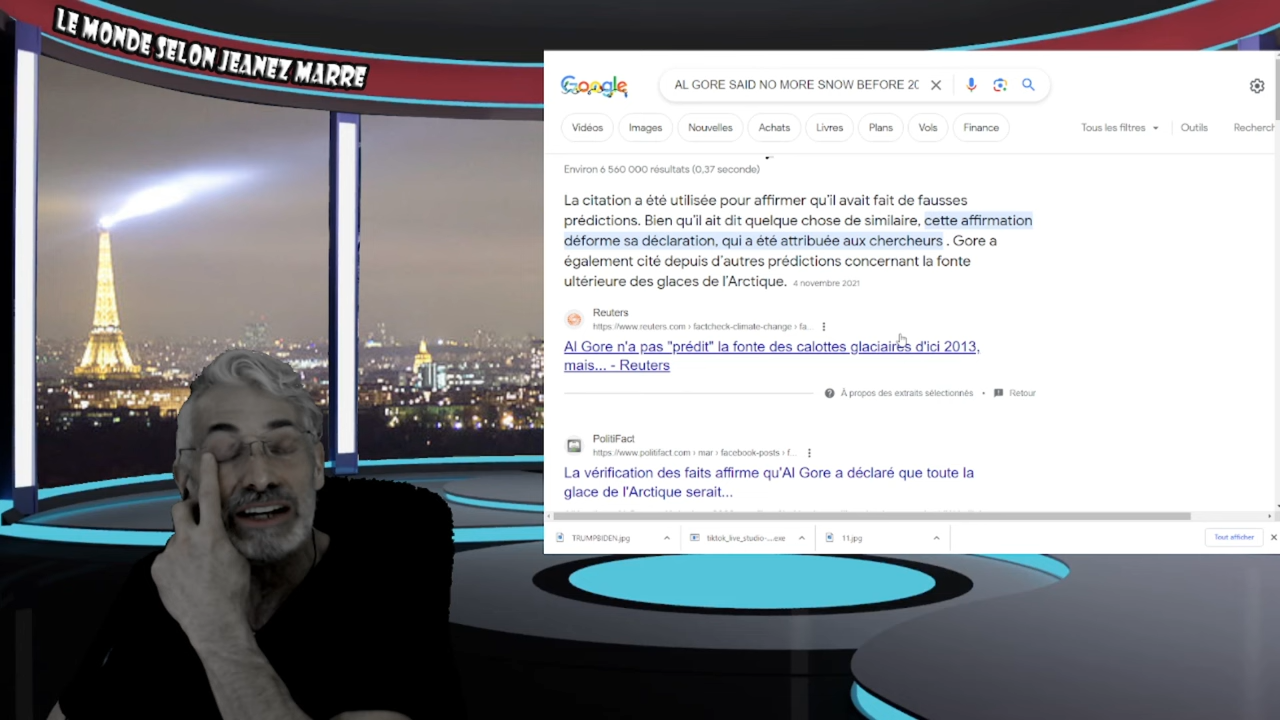 LE MONDE SELON JEANEZ MARRE
Google
AL GORE SAID NO MORE SNOW BEFORE 20
Vidéos
Images
Nouvelles
Achats
Livres
Plans
Vols
Finance
Tous les filtres
Outils
Recherch
Environ 6 560 000 résultats (0,37 seconde)
La citation a été utilisée pour affirmer qu'il avait fait de fausses
prédictions. Bien qu'il ait dit quelque chose de similaire, cette affirmation
déforme sa déclaration, qui a été attribuée aux chercheurs . Gore a
également cité depuis d'autres prédictions concernant la fonte
ultérieure des glaces de l'Arctique. 4 novembre 2021
Reuters
https://www.reuters.com › factcheck-climate-change › fa...
Al Gore n'a pas "prédit" la fonte des calottes glaciaires d'ici 2013,
mais... - Reuters
À propos des extraits sélectionnés • Retour
PolitiFact
https://www.politifact.com › mar › facebook-posts › f...
La vérification des faits affirme qu'Al Gore a déclaré que toute la
glace de l'Arctique serait...
TRUMPBIDEN.jpg
tiktok_live_studio-...exe
11.jpg
Tout afficher